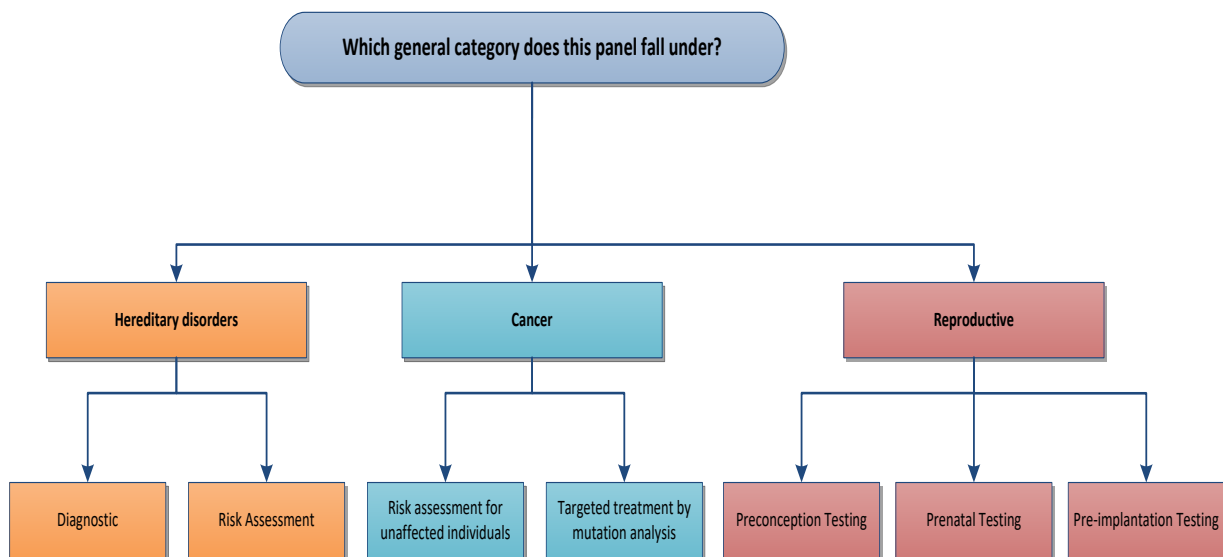 Which general category does this panel fall under?
Hereditary disorders
Cancer
Reproductive
Diagnostic
Risk Assessment
Risk assessment for
unaffected individuals
Targeted treatment by
mutation analysis
Preconception Testing
Prenatal Testing
Pre-implantation Testing